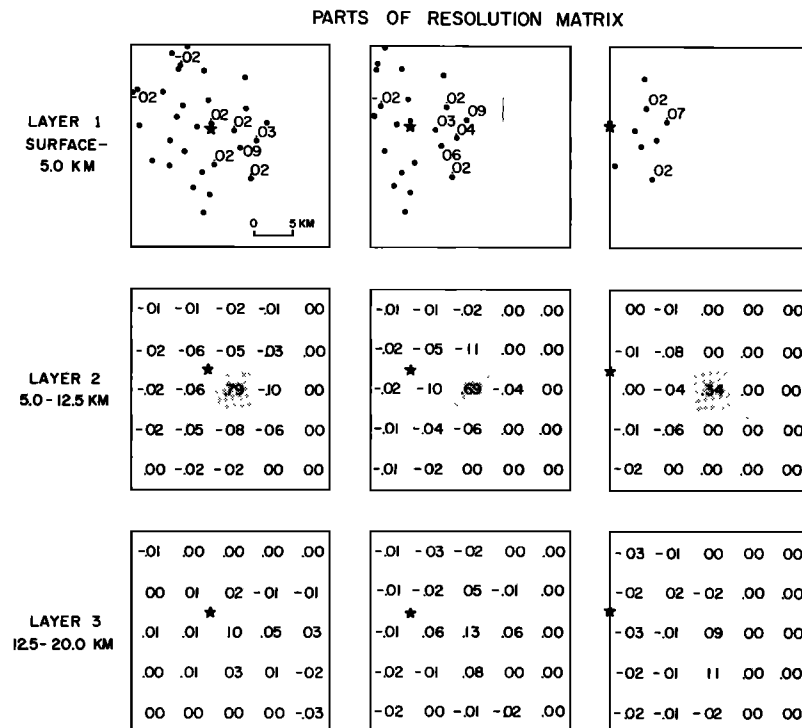 PARTS OF RESOLUTION MATRIX
LAYER 1
SURFACE-
5.0 KM
-02
-02
02
02
03
09
02
02
0 5 KM
-02
02
09
03
04
06
02
02
07
02
LAYER 2
5.0-12.5 KM
-01 -01 -02 -01 00
-02 -06 -05 -03 .00
-.02 -.06 .79 -.10 00
-02 -.05 -08 -06 00
.00 -.02 -.02 00 00
-.01 -01 -.02 .00 .00
-.02 -05 -11 .00 .00
-.02 -10 .69 -.04 .00
-.01 -.04 -06 .00 .00
-.01 -02 00 00 00
00 -01 .00 00 00
-01 -.08 00 00 .00
.00 -04 .34 .00 00
-.01 -06 00 00 .00
-02 00 .00 .00 00
LAYER 3
12.5-20.0 KM
-.01 .00 .00 .00 .00
00 01 02 -01 -01
.01 .01 .10 .05 03
.00 .01 03 01 -02
00 00 00 00 -.03
-.01 -03 -02 00 .00
-.01 -02 05 -.01 .00
-.01 .06 .13 .06 .00
-.02 -01 .08 00 00
-.02 00 -.01 -.02 .00
-03 -.01 00 00 00
-.02 02 -.02 .00 .00
-03 -.01 09 00 00
-.02 -01 .11 .00 .00
-.02 -.01 -02 00 .00